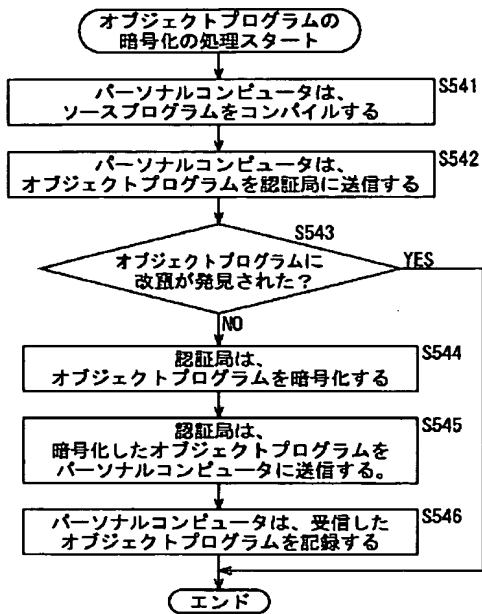 オブジェクトプログラムの
暗号化の処理スタート
S541
パーソナルコンピュータは、
ソースプログラムをコンパイルする
S542
パーソナルコンピュータは、
オブジェクトプログラムを認証局に送信する
S543
オブジェクトプログラムに
改竄が発見された?
YES
NO
S544
認証局は、
オブジェクトプログラムを暗号化する
S545
認証局は、
暗号化したオブジェクトプログラムを
パーソナルコンピュータに送信する。
S546
パーソナルコンピュータは、受信した
オブジェクトプログラムを記録する
エンド